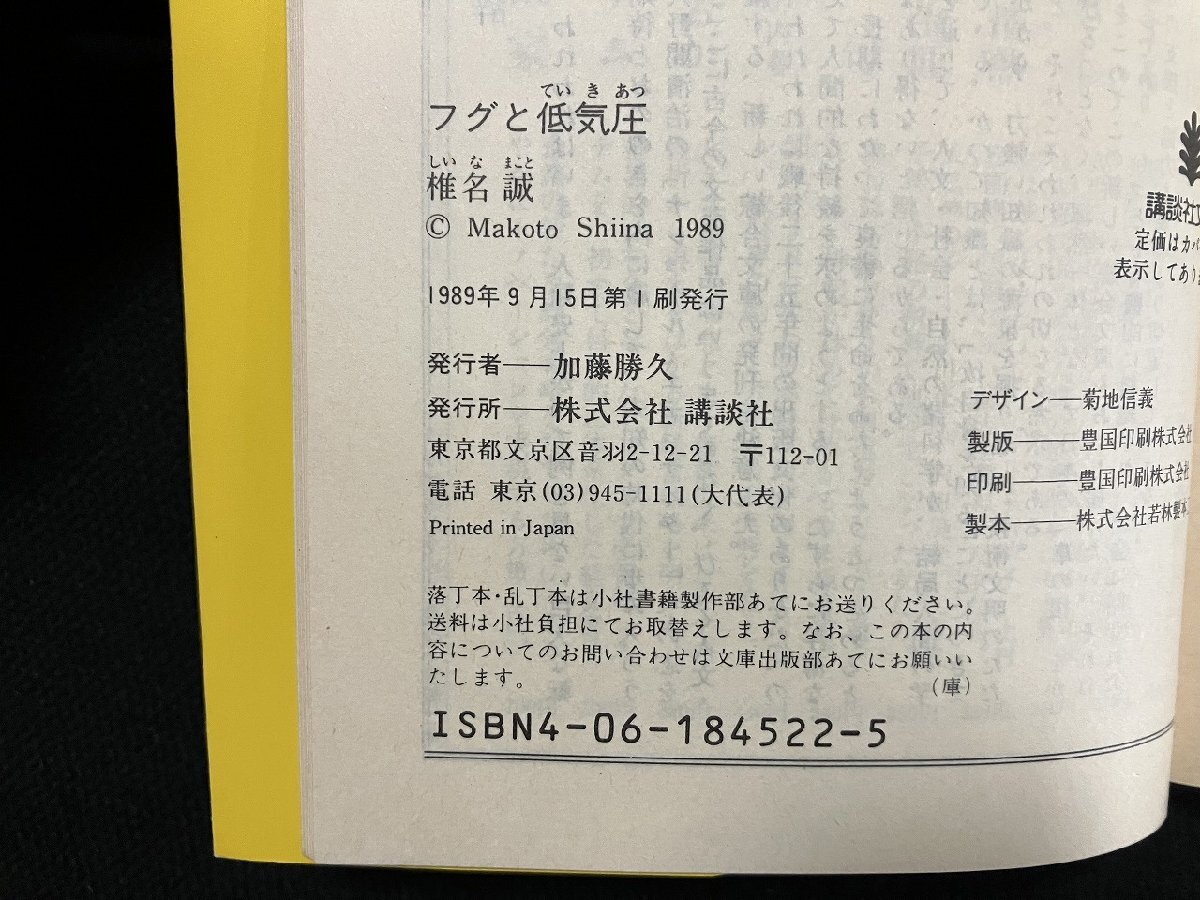 フグと低気圧
ていきあつ
椎名誠
しいなまこと
© Makoto Shiina 1989
1989年9月15日第1刷発行
発行者——加藤勝久
発行所——株式会社 講談社
東京都文京区音羽2-12-21 〒112-01
電話 東京(03)945-1111(大代表)
Printed in Japan
落丁本・乱丁本は小社書籍製作部あてにお送りください。
送料は小社負担にてお取替えします。なお、この本の内
容についてのお問い合わせは文庫出版部あてにお願いい
たします。
(庫)
ISBN4-06-184522-5
講談社文
定価はカバ
表示してあり
デザイン—菊地信義
製版——豊国印刷株式会社
印刷——豊国印刷株式会社
製本——株式会社若林製本